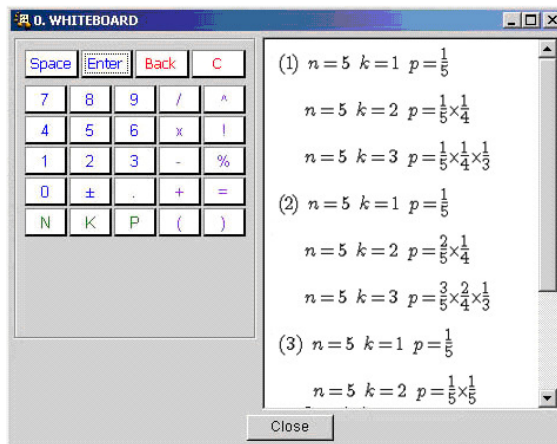 0. WHITEBOARD
Space Enter Back C
7 8 9 / ^
4 5 6 x !
1 2 3 - %
0 ± . + =
N K P ( )
(1) n=5 k=1 p=1/5
n=5 k=2 p=1/5×1/4
n=5 k=3 p=1/5×1/4×1/3
(2) n=5 k=1 p=1/5
n=5 k=2 p=2/5×1/4
n=5 k=3 p=3/5×2/4×1/3
(3) n=5 k=1 p=1/5
n=5 k=2 p=1/5×1/5
Close